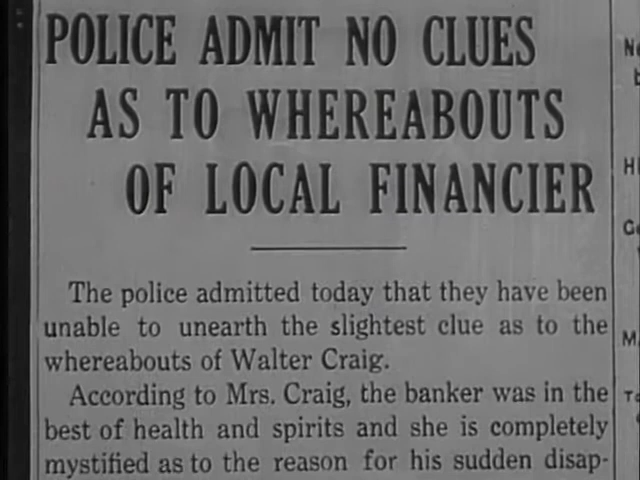 POLICE ADMIT NO CLUES
AS TO WHEREABOUTS
OF LOCAL FINANCIER
The police admitted today that they have been
unable to unearth the slightest clue as to the
whereabouts of Walter Craig.
According to Mrs. Craig, the banker was in the
best of health and spirits and she is completely
mystified as to the reason for his sudden disap-